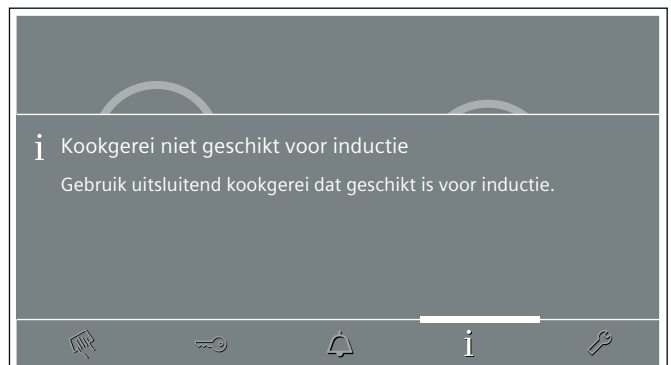 i Kookgerei niet geschikt voor inductie
Gebruik uitsluitend kookgerei dat geschikt is voor inductie.
i